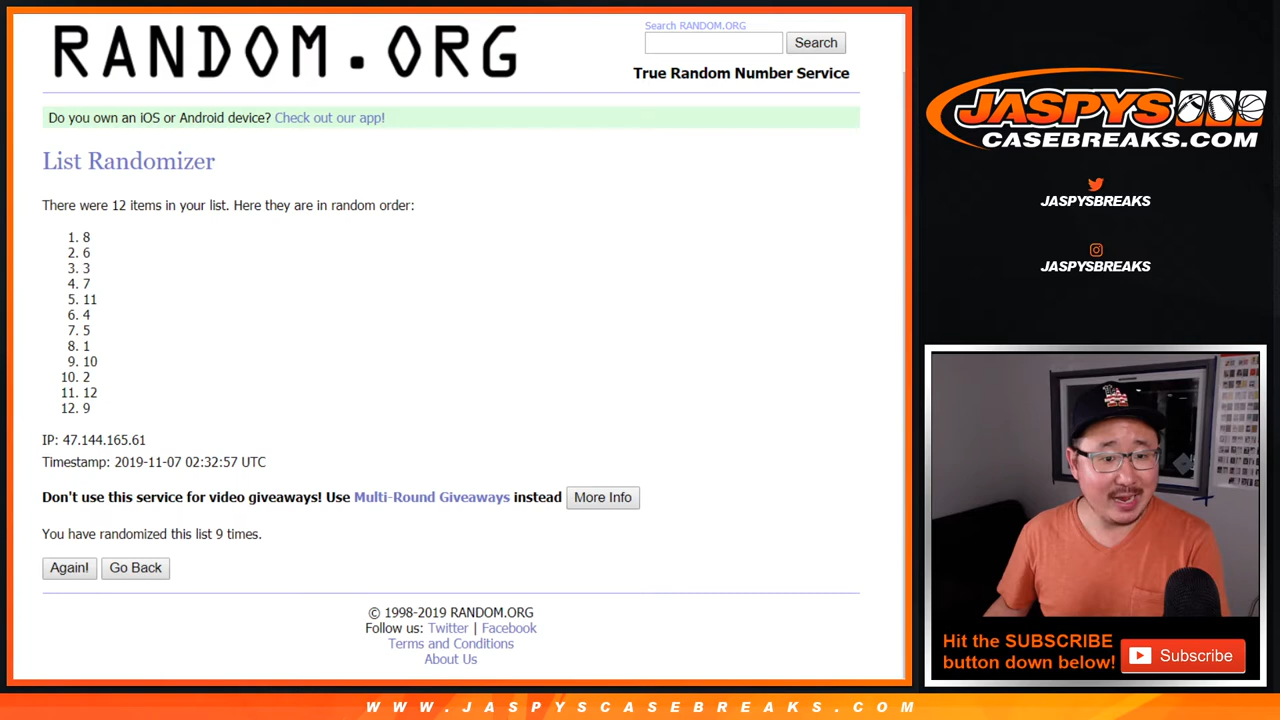 RANDOM.ORG
Search RANDOM.ORG
Search
True Random Number Service
Do you own an iOS or Android device? Check out our app!
List Randomizer
There were 12 items in your list. Here they are in random order:
1. 8
2. 6
3. 3
4. 7
5. 11
6. 4
7. 5
8. 1
9. 10
10. 2
11. 12
12. 9
IP: 47.144.165.61
Timestamp: 2019-11-07 02:32:57 UTC
Don't use this service for video giveaways! Use Multi-Round Giveaways instead More Info
You have randomized this list 9 times.
Again! Go Back
© 1998-2019 RANDOM.ORG
Follow us: Twitter | Facebook
Terms and Conditions
About Us
JASPYS
CASEBREAKS.COM
JASPYSBREAKS
JASPYSBREAKS
Hit the SUBSCRIBE
button down below!
Subscribe
WWW.JASPYSCASEBREAKS.COM